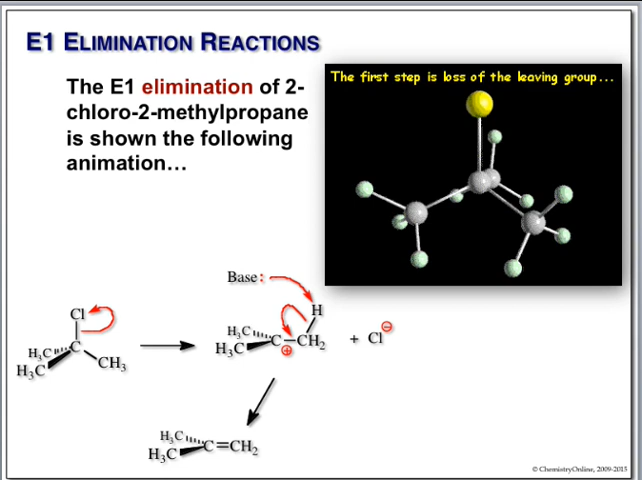 E1 ELIMINATION REACTIONS
The E1 elimination of 2-
chloro-2-methylpropane
is shown the following
animation…
The first step is loss of the leaving group...
Base:
Cl
H₃C
H₃C
C
CH₃
H
H₃C
H₃C
C–CH₂
⊕
+ Cl⊖
H₃C
H₃C
C=CH₂
© ChemistryOnline, 2009-2015